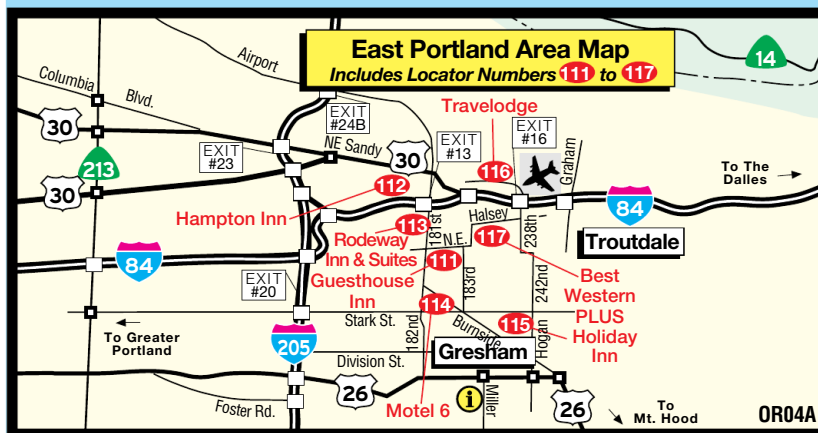 East Portland Area Map
Includes Locator Numbers 111 to 117
14
Airport
Columbia
Blvd.
30
213
30
EXIT
#24B
EXIT
#23
NE Sandy
30
EXIT
#13
Travelodge
116
EXIT
#16
Graham
To The
Dalles
84
Troutdale
112
Hampton Inn
113
Rodeway
Inn & Suites
181st
N.E.
Halsey
117
238th
Guesthouse
Inn
111
183rd
242nd
Best
Western
PLUS
Holiday
Inn
84
EXIT
#20
114
Stark St.
182nd
Burnside
115
Hogan
To Greater
Portland
205
Division St.
Gresham
26
Foster Rd.
Motel 6
i
Miller
26
To
Mt. Hood
OR04A